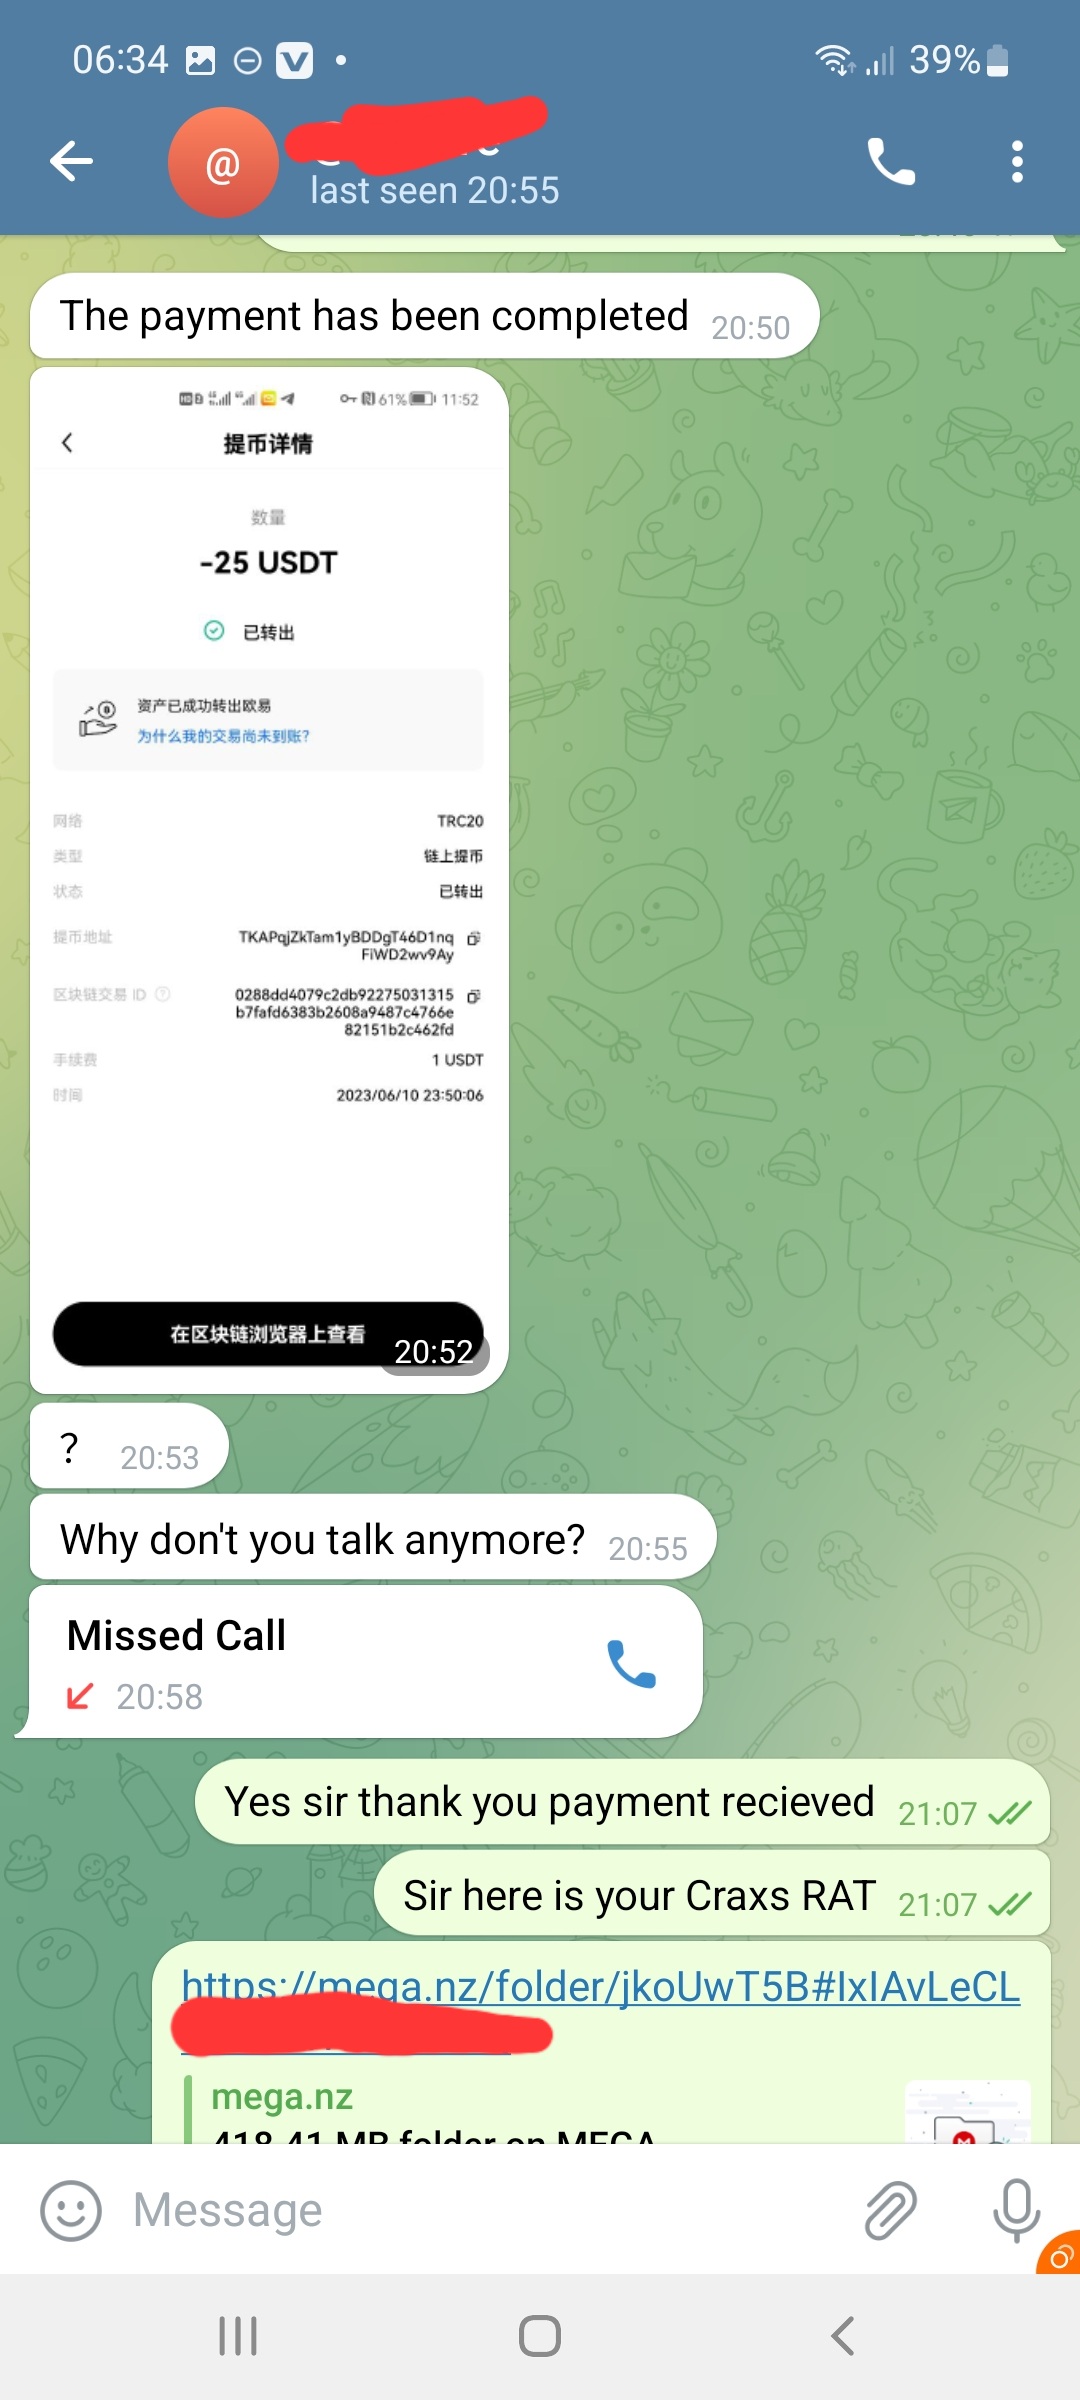 06:34
39%
@
last seen 20:55
The payment has been completed 20:50
61% 11:52
提币详情
数量
-25 USDT
已转出
资产已成功转出欧易
为什么我的交易尚未到账?
网络 TRC20
类型 链上提币
状态 已转出
提币地址 TKAPqjZkTam1yBDDgT46D1nq
FiWD2wv9Ay
区块链交易 ID 0288dd4079c2db92275031315
b7fafd6383b2608a9487c4766e
82151b2c462fd
手续费 1 USDT
时间 2023/06/10 23:50:06
在区块链浏览器上查看
20:52
? 20:53
Why don't you talk anymore? 20:55
Missed Call
20:58
Yes sir thank you payment recieved 21:07
Sir here is your Craxs RAT 21:07
https://mega.nz/folder/jkoUwT5B#IxIAvLeCL
mega.nz
418.41 MB folder on MEGA
Message